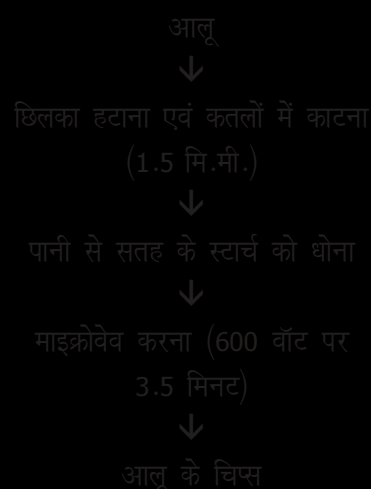 आलू
↓
छिलका हटाना एवं कतलों में काटना
(1.5 मि.मी.)
↓
पानी से सतह के स्टार्च को धोना
↓
माइक्रोवेव करना (600 वॉट पर
3.5 मिनट)
↓
आलू के चिप्स